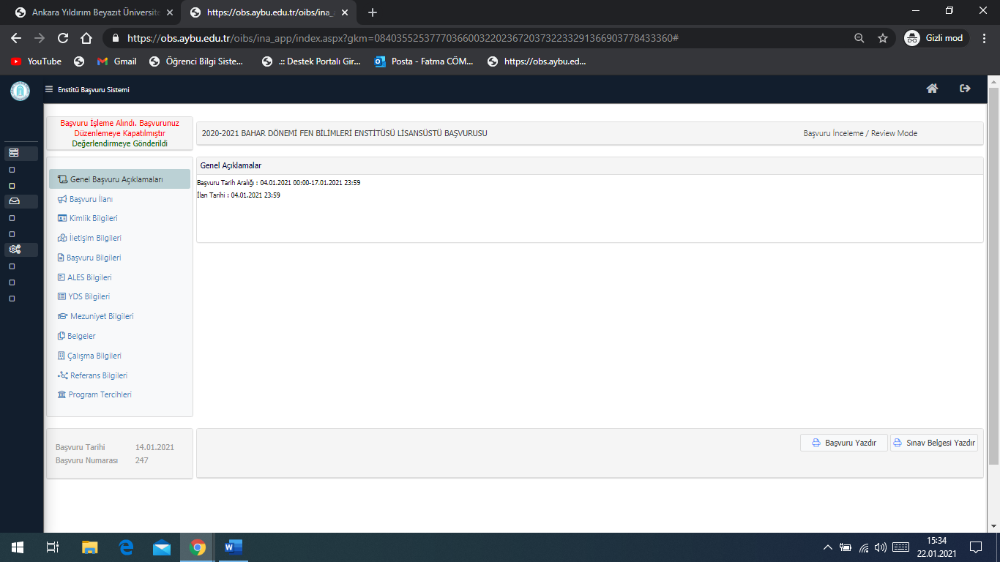 Ankara Yıldırım Beyazıt Üniversite
https://obs.aybu.edu.tr/oibs/ina_a
https://obs.aybu.edu.tr/oibs/ina_app/index.aspx?gkm=084035525377703660032202367203732233291366903778433360#
Gizli mod
YouTube
Gmail
Öğrenci Bilgi Siste...
.:: Destek Portalı Gir...
Posta - Fatma CÖM...
https://obs.aybu.ed...
Enstitü Başvuru Sistemi
Başvuru İşleme Alındı. Başvurunuz
Düzenlemeye Kapatılmıştır
Değerlendirmeye Gönderildi
2020-2021 BAHAR DÖNEMİ FEN BİLİMLERİ ENSTİTÜSÜ LİSANSÜSTÜ BAŞVURUSU
Başvuru İnceleme / Review Mode
Genel Başvuru Açıklamaları
Başvuru İlanı
Kimlik Bilgileri
İletişim Bilgileri
Başvuru Bilgileri
ALES Bilgileri
YDS Bilgileri
Mezuniyet Bilgileri
Belgeler
Çalışma Bilgileri
Referans Bilgileri
Program Tercihleri
Genel Açıklamalar
Başvuru Tarih Aralığı : 04.01.2021 00:00-17.01.2021 23:59
İlan Tarihi : 04.01.2021 23:59
Başvuru Tarihi 14.01.2021
Başvuru Numarası 247
Başvuru Yazdır
Sınav Belgesi Yazdır
15:34
22.01.2021